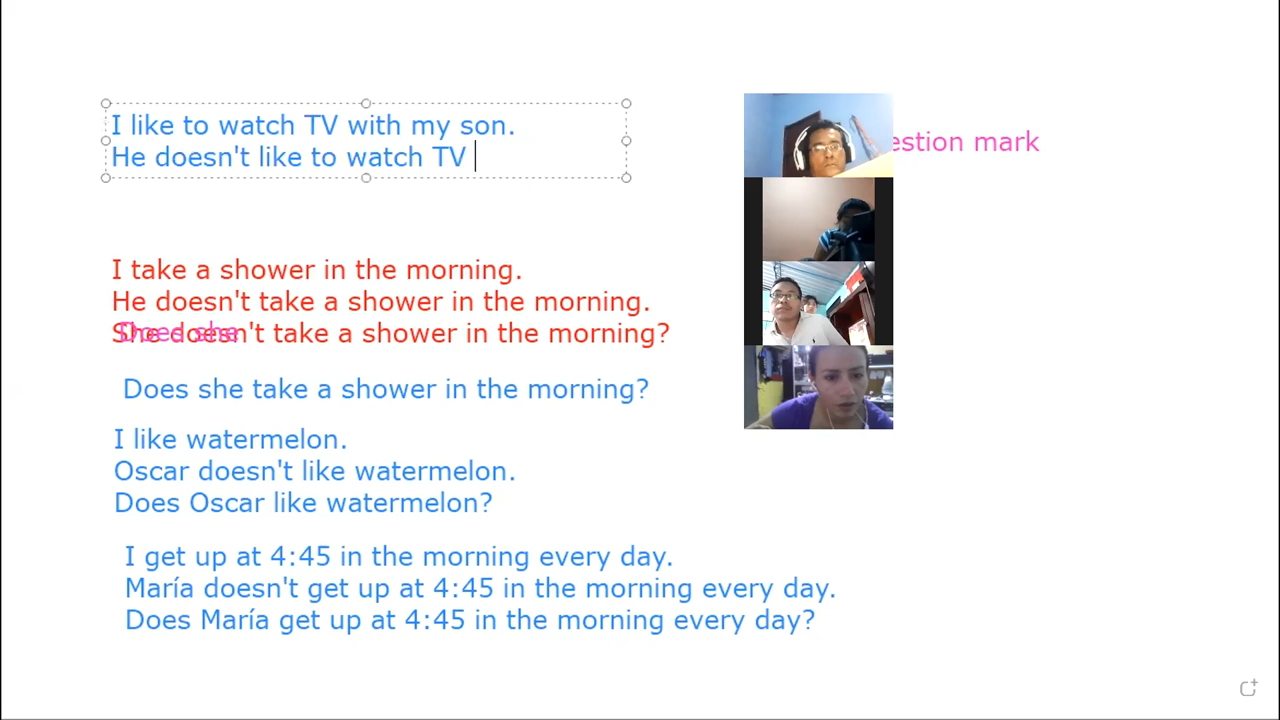 I like to watch TV with my son.
He doesn't like to watch TV
estion mark
I take a shower in the morning.
He doesn't take a shower in the morning.
She doesn't take a shower in the morning?
Does she
Does she take a shower in the morning?
I like watermelon.
Oscar doesn't like watermelon.
Does Oscar like watermelon?
I get up at 4:45 in the morning every day.
María doesn't get up at 4:45 in the morning every day.
Does María get up at 4:45 in the morning every day?